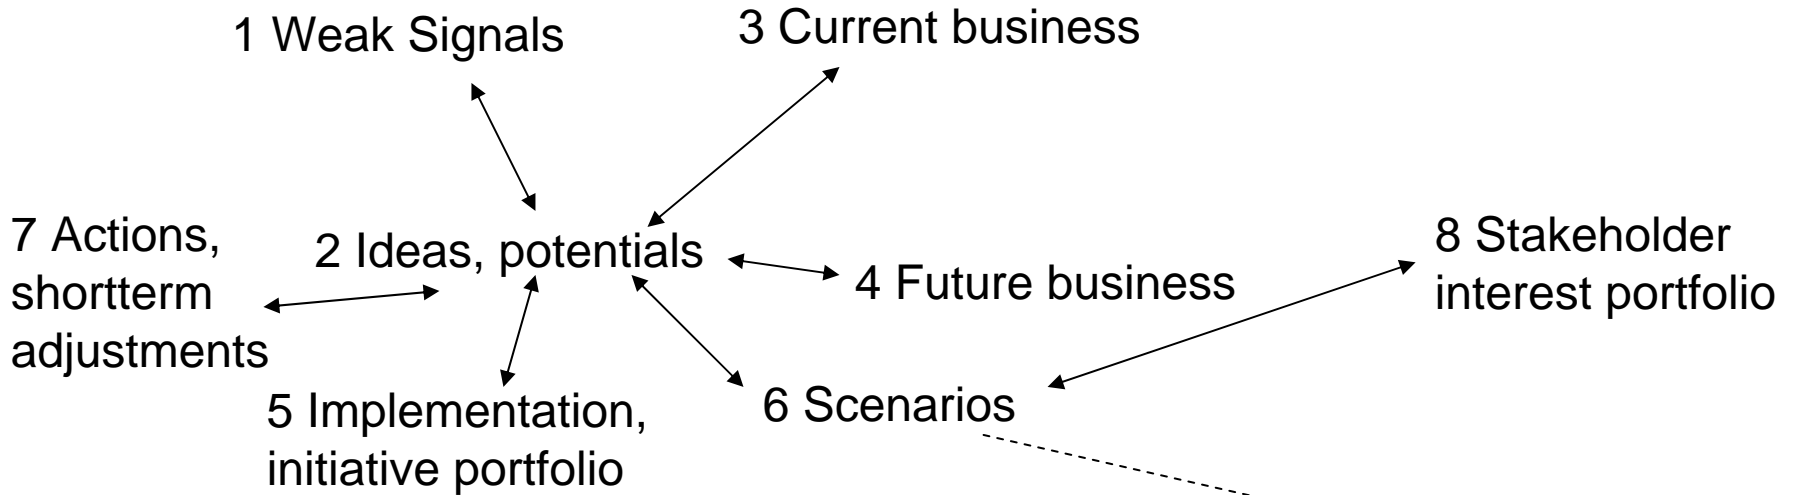 1 Weak Signals
3 Current business
7 Actions,
shortterm
adjustments
2 Ideas, potentials
4 Future business
8 Stakeholder
interest portfolio
5 Implementation,
initiative portfolio
6 Scenarios